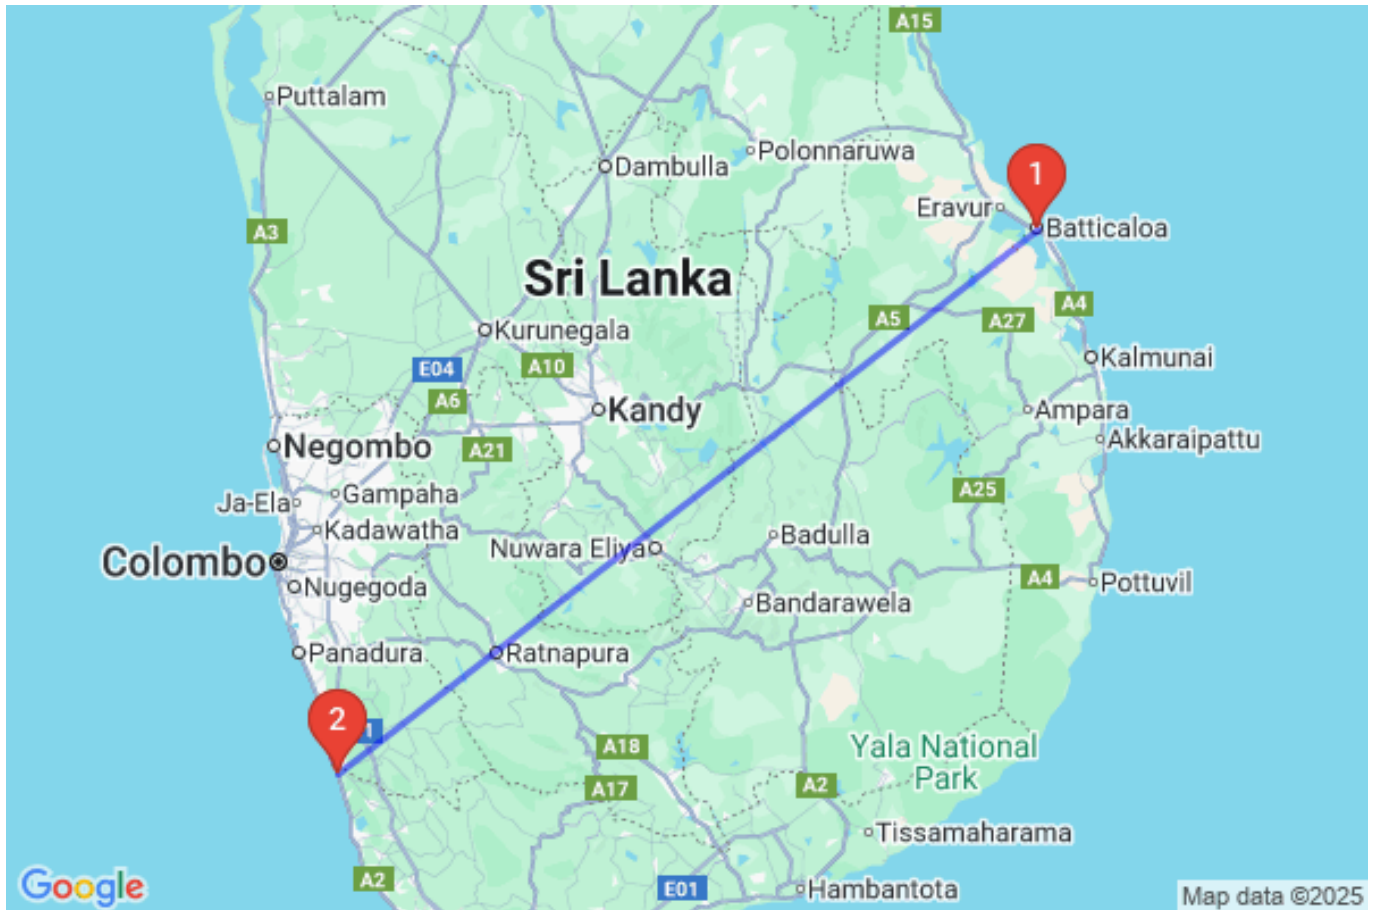 A15
Puttalam
Polonnaruwa
Dambulla
1
Eravur
Batticaloa
A3
Sri Lanka
A4
A5
A27
Kurunegala
Kalmunai
A10
E04
A6
Kandy
Ampara
Akkaraipattu
Negombo
A21
A25
Gampaha
Ja-Ela
Kadawatha
Badulla
Nuwara Eliya
Colombo
A4
Pottuvil
Nugegoda
Bandarawela
Panadura
Ratnapura
2
1
A18
Yala National
Park
A17
A2
Tissamaharama
A2
Google
E01
Hambantota
Map data ©2025